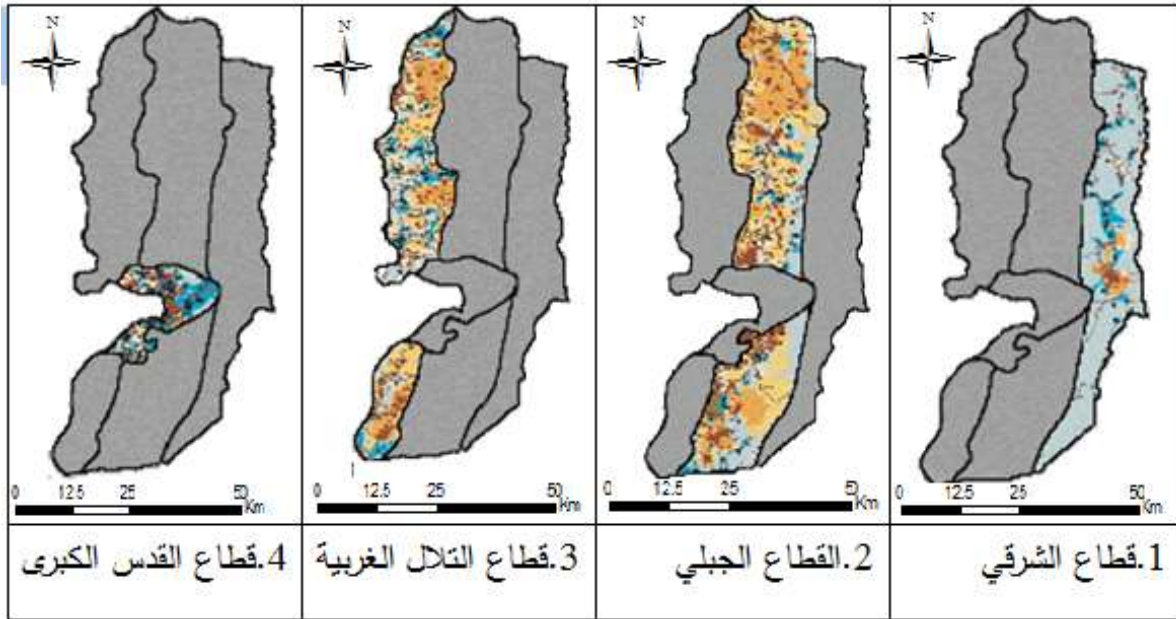 N
N
N
N
0 12.5 25 50 Km
0 12.5 25 50 Km
0 12.5 25 50 Km
0 12.5 25 50 Km
1.قطاع الشرقي
2.القطاع الجبلي
3.قطاع التلال الغربية
4.قطاع القدس الكبرى